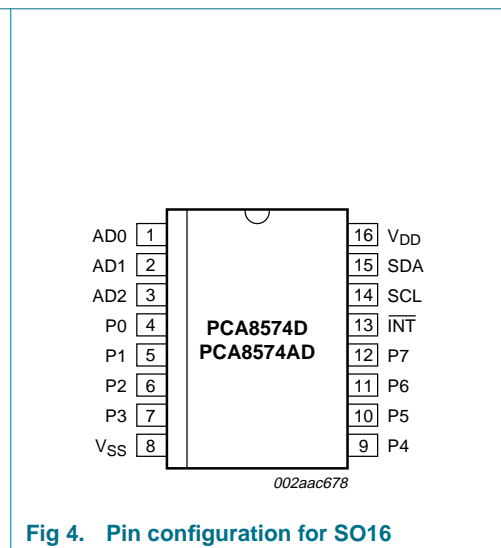 AD0 1 16 VDD
AD1 2 15 SDA
AD2 3 14 SCL
P0 4 PCA8574D 13 I̅N̅T̅
P1 5 PCA8574AD 12 P7
P2 6 11 P6
P3 7 10 P5
VSS 8 9 P4
002aac678
Fig 4. Pin configuration for SO16